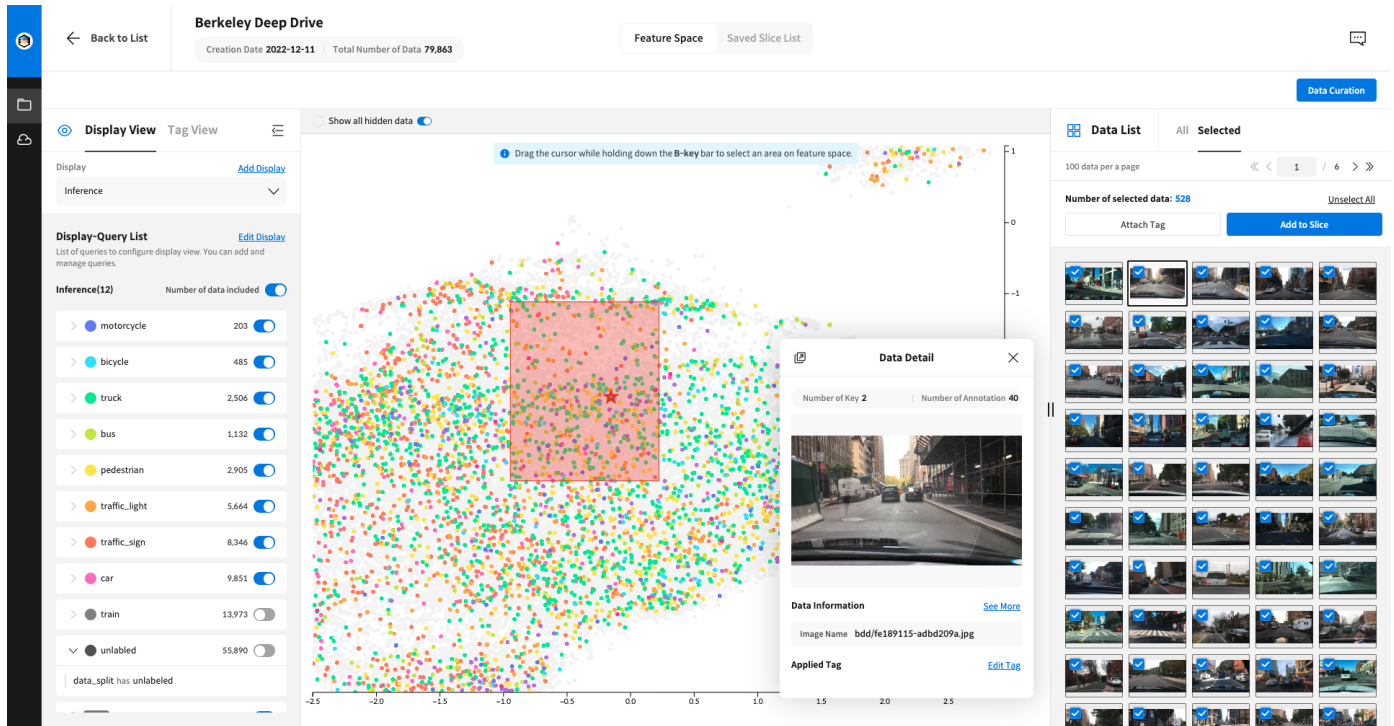 Back to List
Berkeley Deep Drive
Creation Date 2022-12-11 | Total Number of Data 79,863
Feature Space
Saved Slice List
Data Curation
Display View
Tag View
Display
Add Display
Inference
Display-Query List
Edit Display
List of queries to configure display view. You can add and
manage queries.
Inference(12)
Number of data included
motorcycle 203
bicycle 485
truck 2,506
bus 1,132
pedestrian 2,905
traffic_light 5,664
traffic_sign 8,346
car 9,851
train 13,973
unlabled 55,890
data_split has unlabeled
Show all hidden data
Drag the cursor while holding down the B-key bar to select an area on feature space.
1
0
−1
-2.5
−2.0
−1.5
−1.0
−0.5
0.0
0.5
1.0
1.5
2.0
2.5
Data Detail
Number of Key 2 | Number of Annotation 40
Data Information
See More
Image Name bdd/fe189115-adbd209a.jpg
Applied Tag
Edit Tag
Data List
All
Selected
100 data per a page
1 / 6
Number of selected data: 528
Unselect All
Attach Tag
Add to Slice